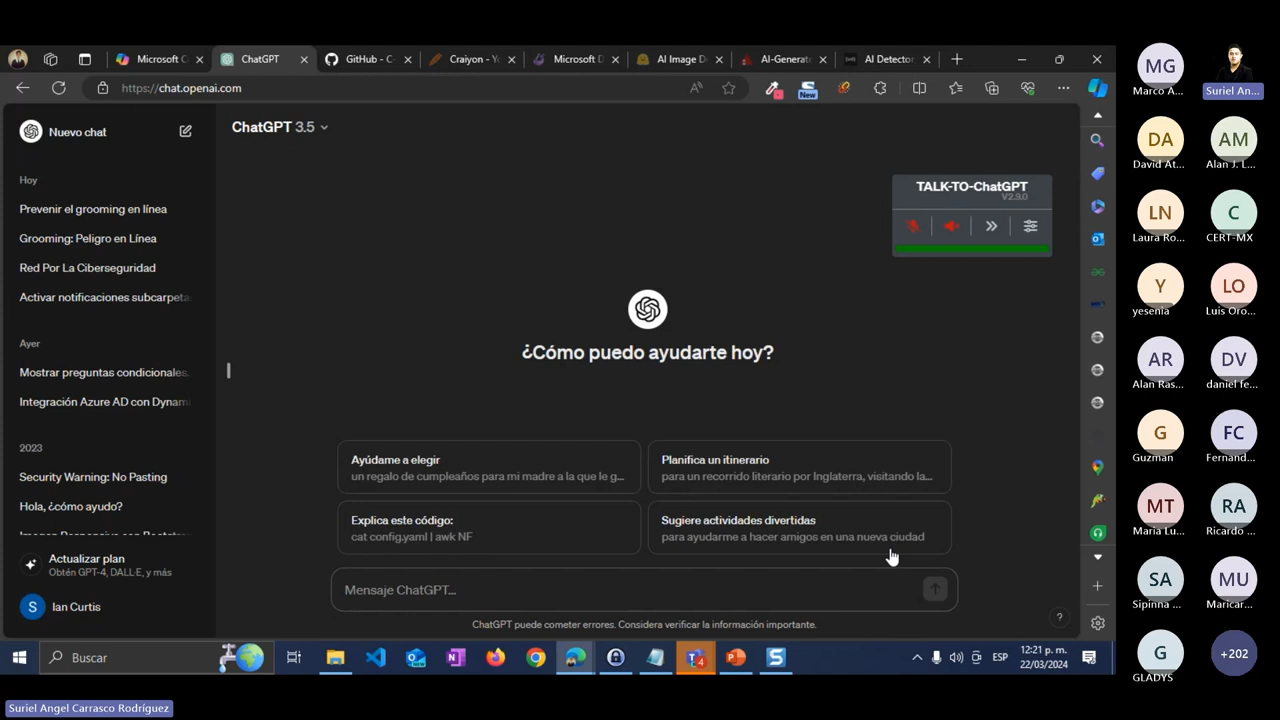 Microsoft C
ChatGPT
GitHub - C
Craiyon - Yo
Microsoft D
AI Image D
AI-Generat
AI Detector
https://chat.openai.com
New
Nuevo chat
ChatGPT 3.5
Hoy
Prevenir el grooming en línea
Grooming: Peligro en Línea
Red Por La Ciberseguridad
Activar notificaciones subcarpeta
Ayer
Mostrar preguntas condicionales
Integración Azure AD con Dynam
2023
Security Warning: No Pasting
Hola, ¿cómo ayudo?
Actualizar plan
Obtén GPT-4, DALL·E, y más
S
Ian Curtis
TALK-TO-ChatGPT
V2.9.0
¿Cómo puedo ayudarte hoy?
Ayúdame a elegir
un regalo de cumpleaños para mi madre a la que le g...
Planifica un itinerario
para un recorrido literario por Inglaterra, visitando la...
Explica este código:
cat config.yaml | awk NF
Sugiere actividades divertidas
para ayudarme a hacer amigos en una nueva ciudad
Mensaje ChatGPT...
ChatGPT puede cometer errores. Considera verificar la información importante.
?
Buscar
4
ESP
12:21 p. m.
22/03/2024
MG
Marco A...
Suriel An...
DA
David At...
AM
Alan J. L...
LN
Laura Ro...
C
CERT-MX
Y
yesenia
LO
Luis Oro...
AR
Alan Ras...
DV
daniel fe...
G
Guzman
FC
Fernand...
MT
Maria Lu...
RA
Ricardo ...
SA
Sipinna ...
MU
Maricar...
G
GLADYS
+202
Suriel Angel Carrasco Rodríguez